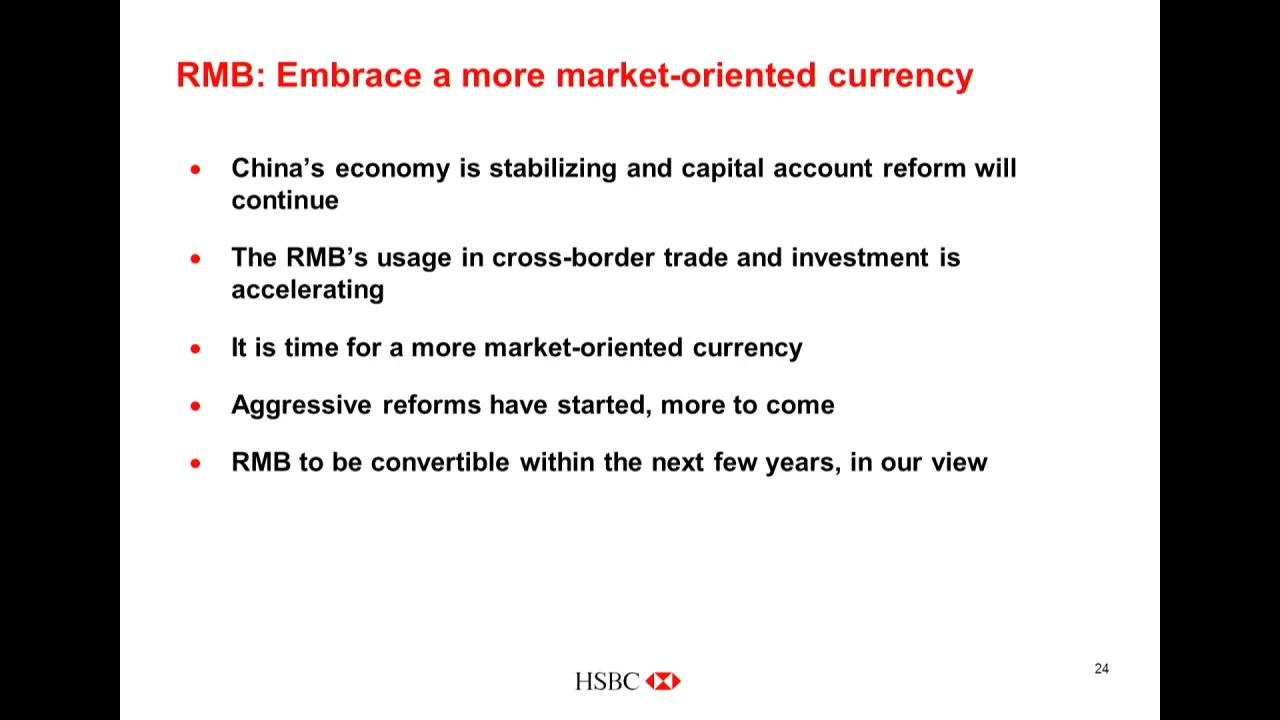 RMB: Embrace a more market-oriented currency
• China’s economy is stabilizing and capital account reform will
continue
• The RMB’s usage in cross-border trade and investment is
accelerating
• It is time for a more market-oriented currency
• Aggressive reforms have started, more to come
• RMB to be convertible within the next few years, in our view
HSBC
24